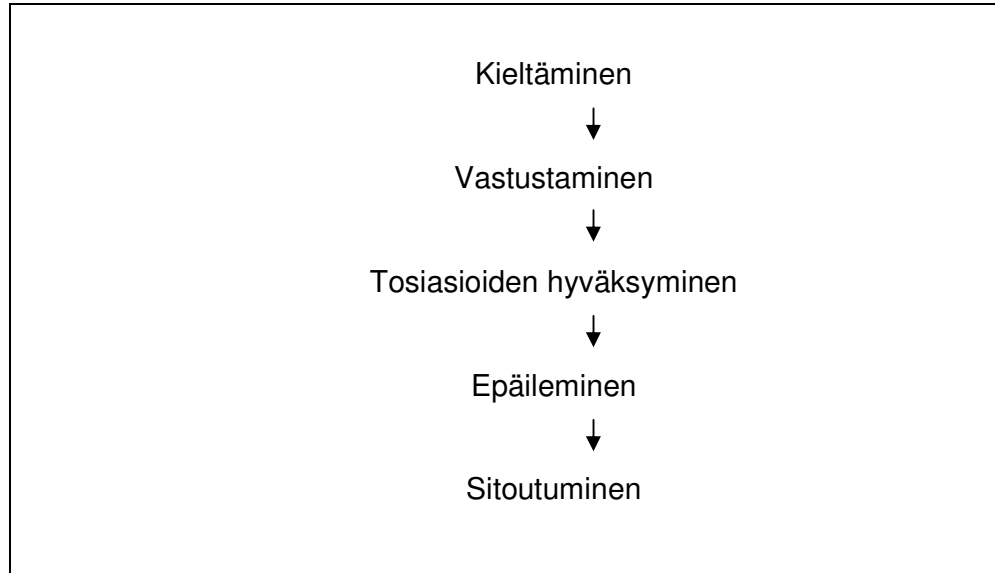 Kieltäminen
Vastustaminen
Tosiasioiden hyväksyminen
Epäileminen
Sitoutuminen